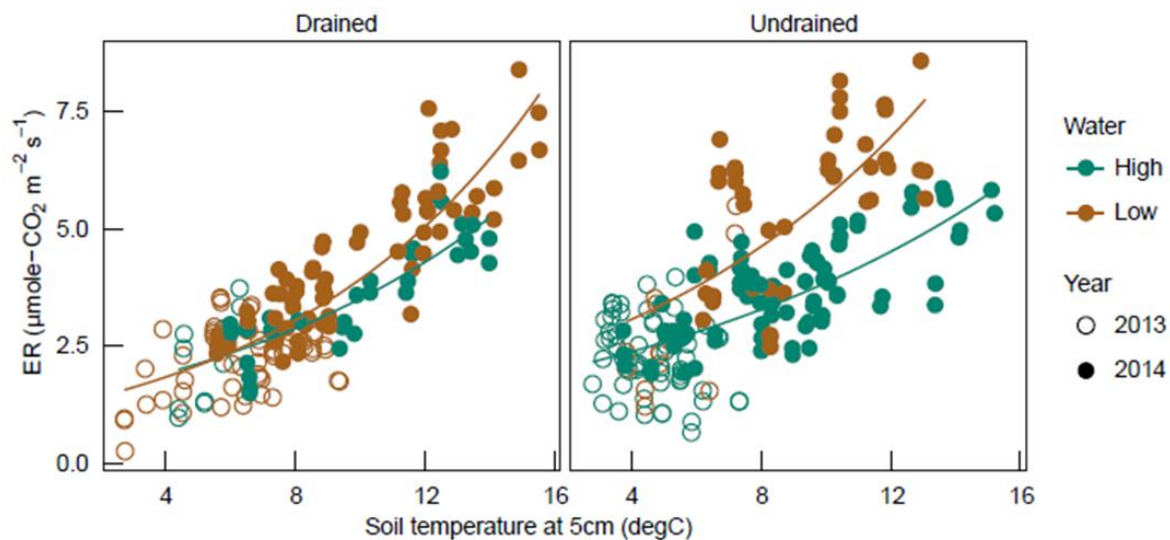 Drained Undrained
ER (μmole−CO₂ m⁻² s⁻¹)
7.5
5.0
2.5
0.0
4 8 12 16 4 8 12 16
Soil temperature at 5cm (degC)
Water
High
Low
Year
2013
2014